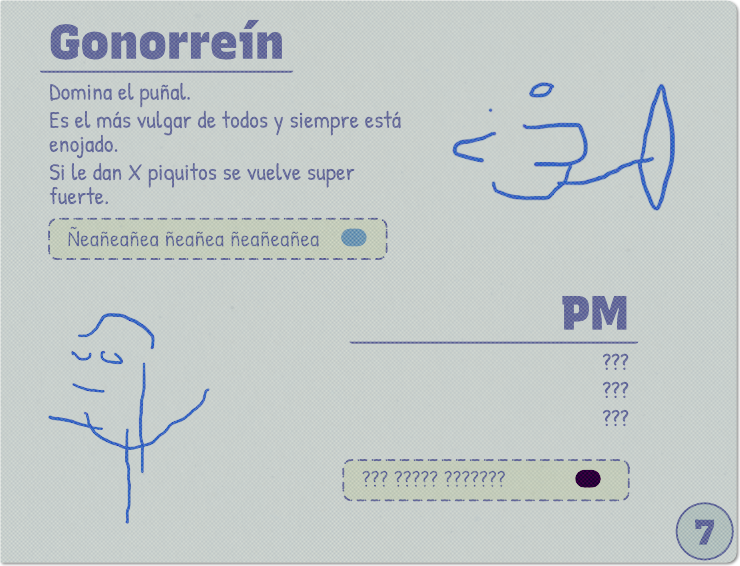 Gonorreín
Domina el puñal.
Es el más vulgar de todos y siempre está
enojado.
Si le dan X piquitos se vuelve super
fuerte.
Ñeañeañea ñeañea ñeañeañea
PM
???
???
???
??? ????? ???????
7